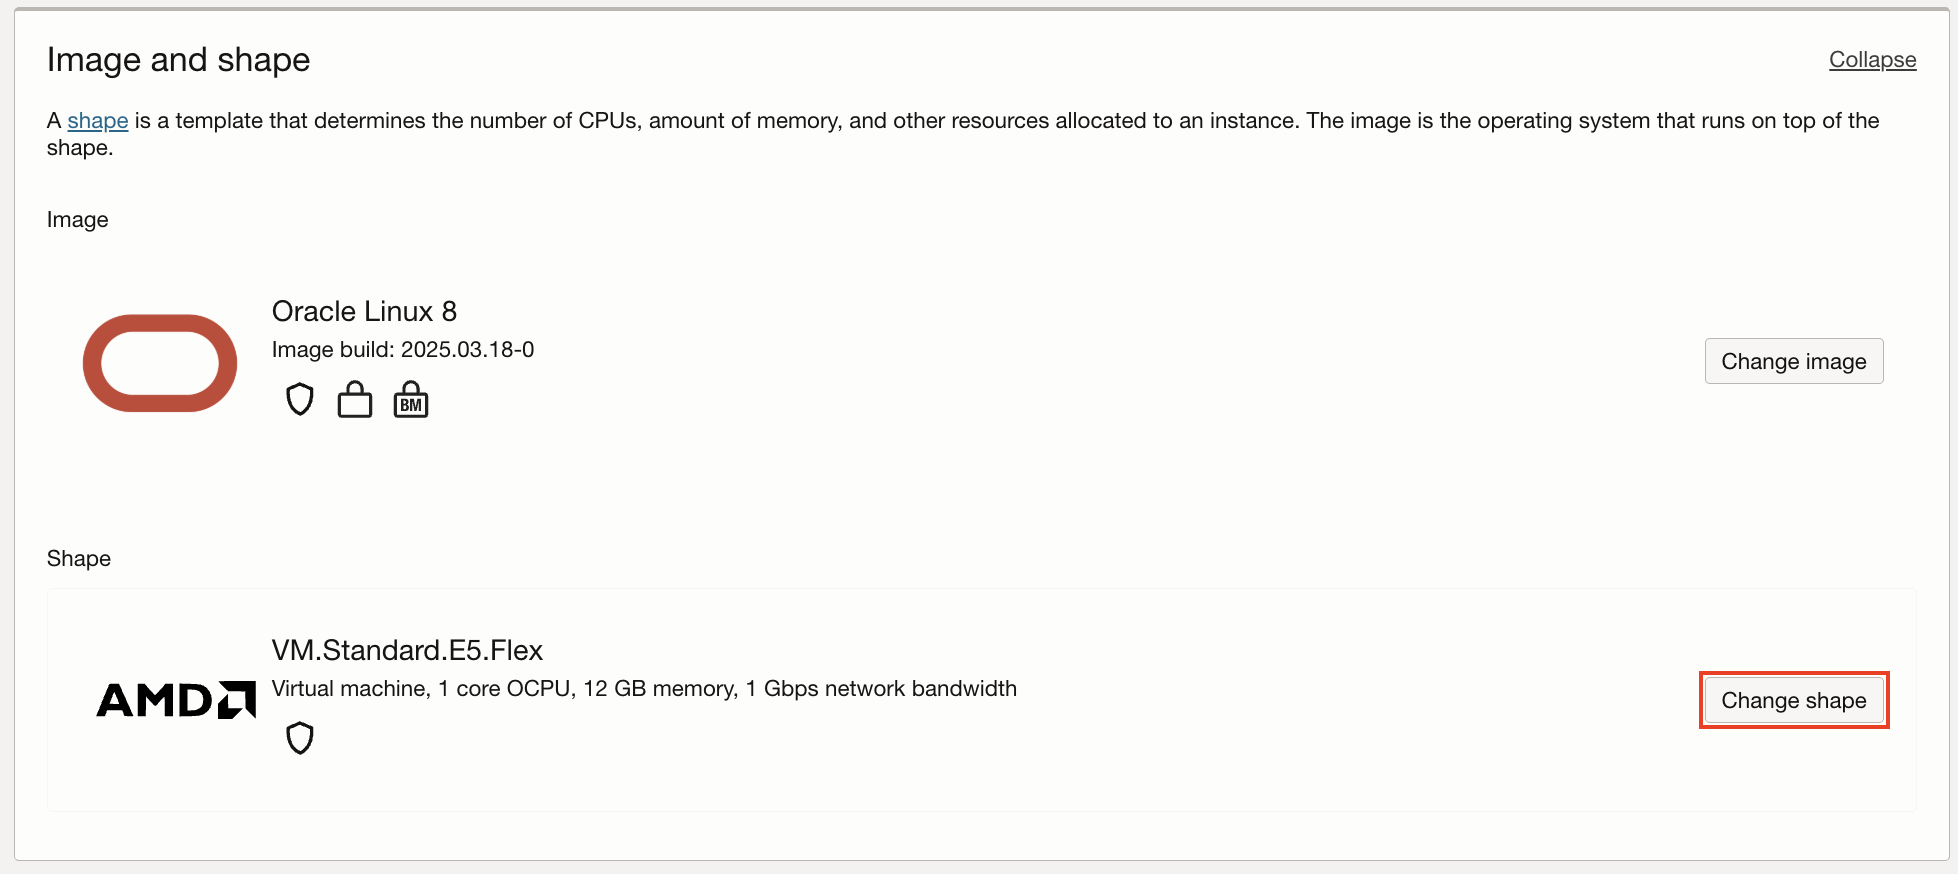 Image and shape
Collapse
A shape is a template that determines the number of CPUs, amount of memory, and other resources allocated to an instance. The image is the operating system that runs on top of the
shape.
Image
Oracle Linux 8
Image build: 2025.03.18-0
BM
Change image
Shape
AMD
VM.Standard.E5.Flex
Virtual machine, 1 core OCPU, 12 GB memory, 1 Gbps network bandwidth
Change shape